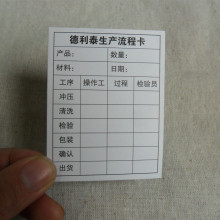 德利泰生产流程卡
产品: 数量:
材料: 日期:
工序 操作工 过程 检验员
冲压
清洗
检验
包装
确认
出货